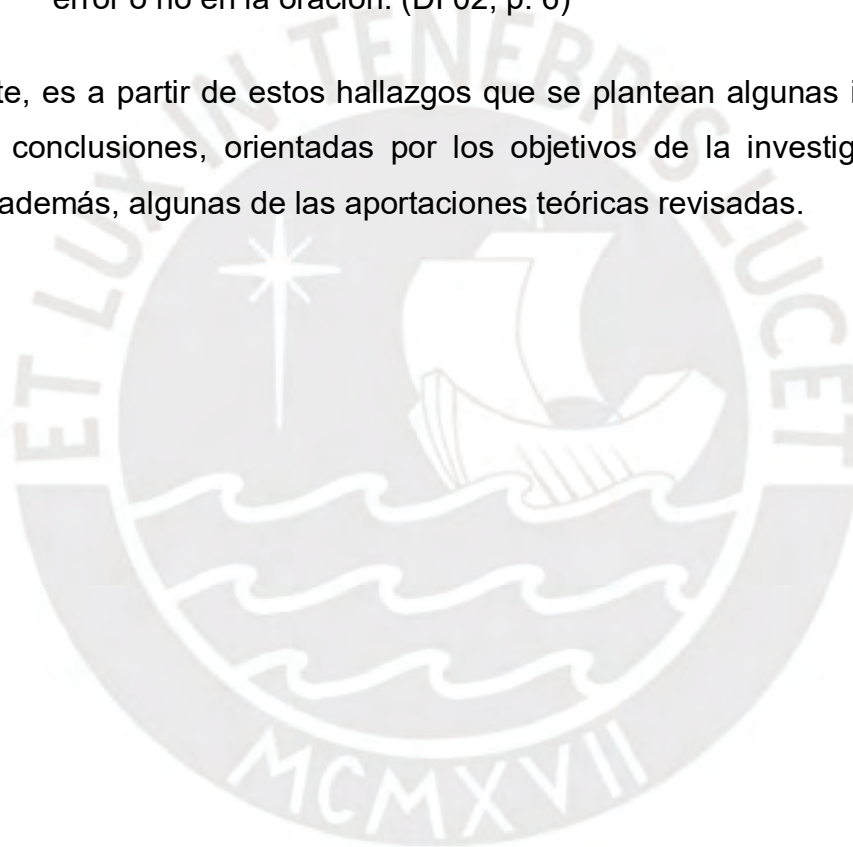 error o no en la oración. (DI 02, p. 6)
te, es a partir de estos hallazgos que se plantean algunas i
conclusiones, orientadas por los objetivos de la investig
además, algunas de las aportaciones teóricas revisadas.
ET LUX IN TENEBRIS LUCET
MCMXVII